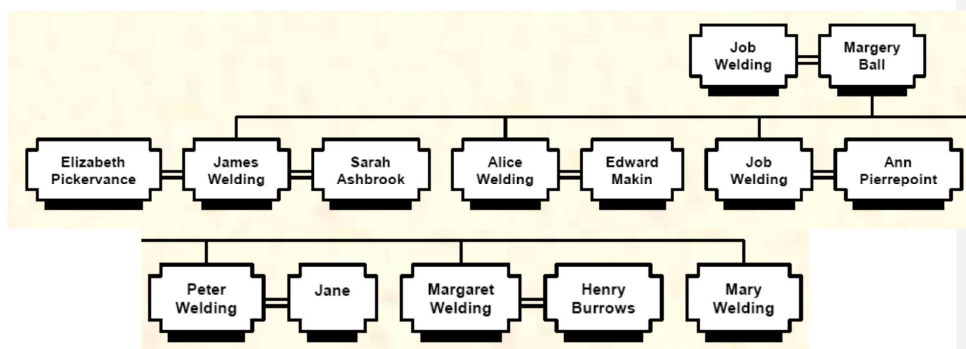 Job
Welding
Margery
Ball
Elizabeth
Pickervance
James
Welding
Sarah
Ashbrook
Alice
Welding
Edward
Makin
Job
Welding
Ann
Pierrepoint
Peter
Welding
Jane
Margaret
Welding
Henry
Burrows
Mary
Welding